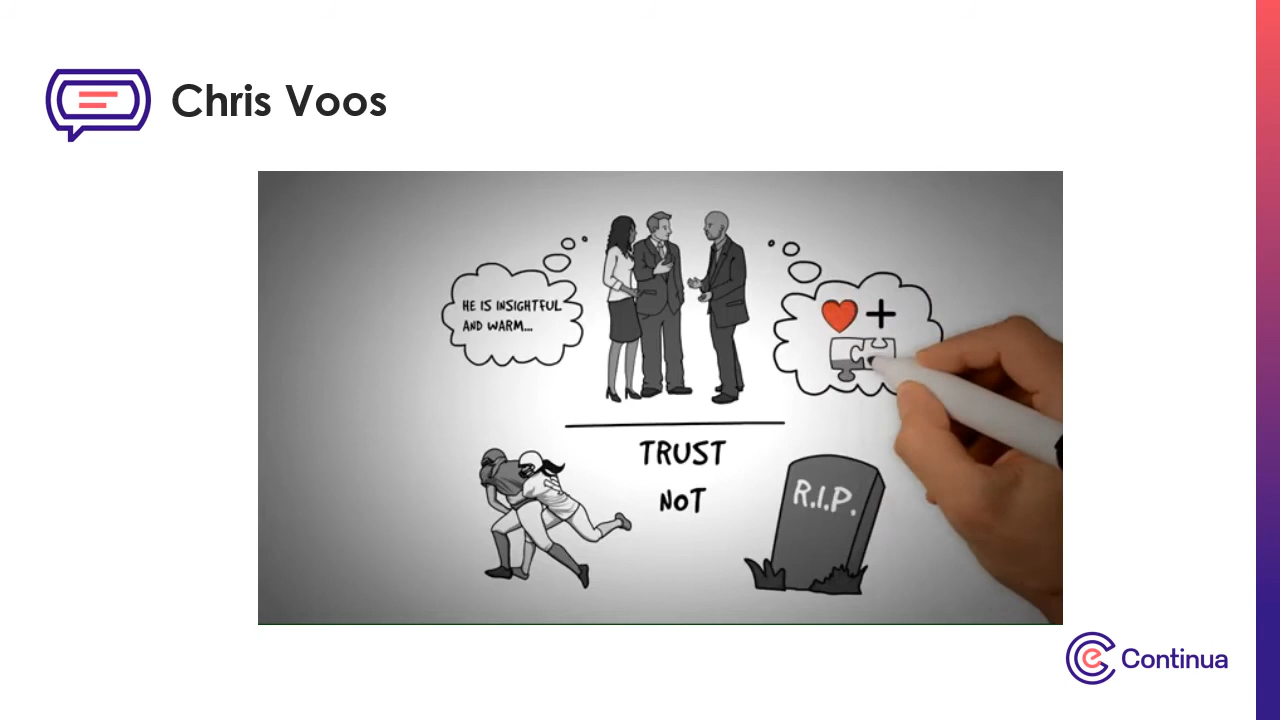 Chris Voos
HE IS INSIGHTFUL
AND WARM...
TRUST
NOT
R.I.P.
Continua